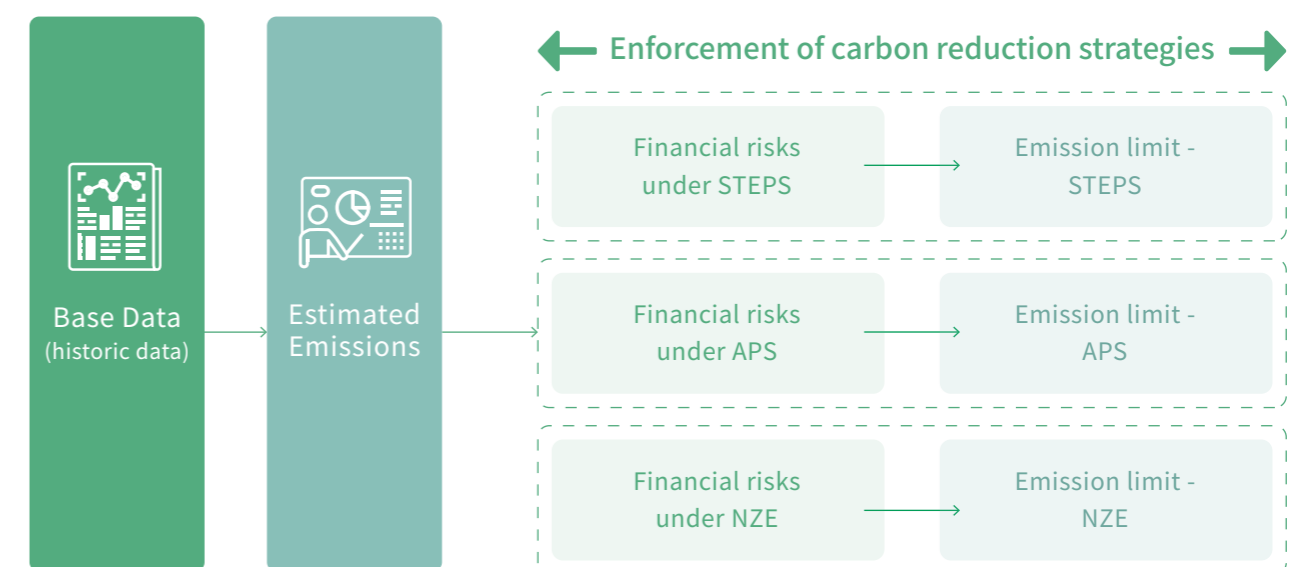 Enforcement of carbon reduction strategies
Base Data
(historic data)
Estimated
Emissions
Financial risks
under STEPS
Emission limit -
STEPS
Financial risks
under APS
Emission limit -
APS
Financial risks
under NZE
Emission limit -
NZE